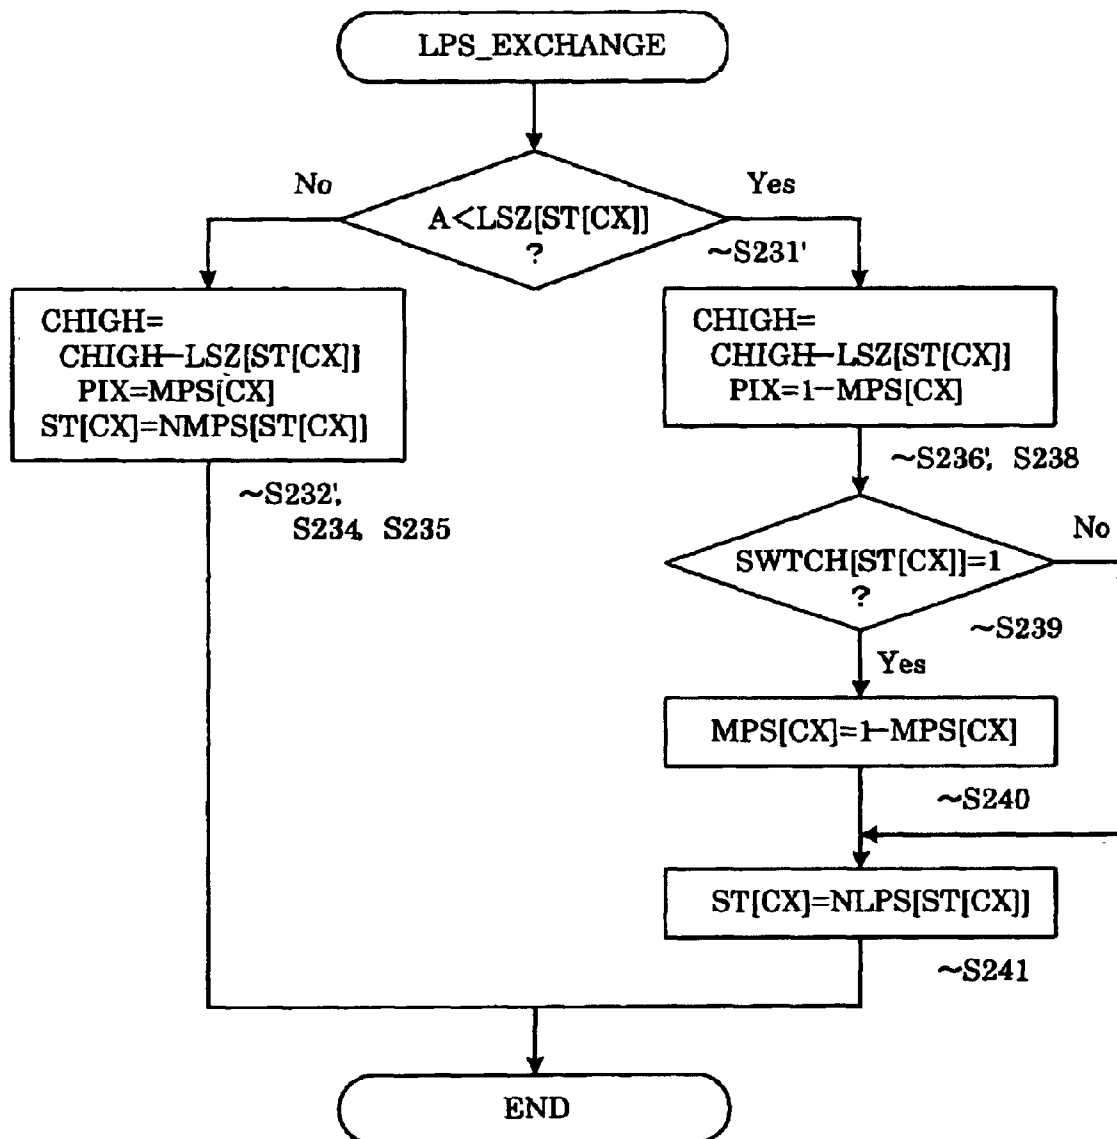 LPS_EXCHANGE
No
Yes
A<LSZ[ST[CX]]
?
~S231'
CHIGH=
CHIGH-LSZ[ST[CX]]
PIX=MPS[CX]
ST[CX]=NMPS[ST[CX]]
CHIGH=
CHIGH-LSZ[ST[CX]]
PIX=1-MPS[CX]
~S232',
S234, S235
~S236', S238
No
SWTCH[ST[CX]]=1
?
~S239
Yes
MPS[CX]=1-MPS[CX]
~S240
ST[CX]=NLPS[ST[CX]]
~S241
END